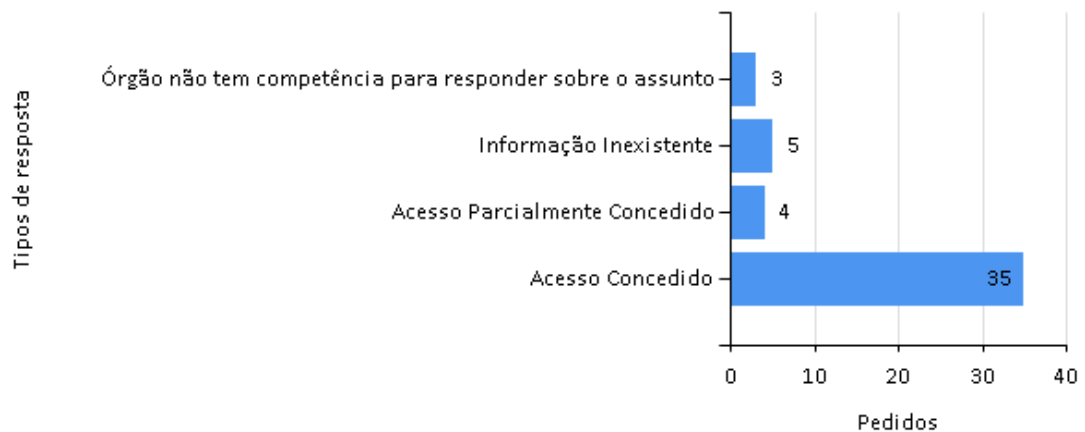 Tipos de resposta
Órgão não tem competência para responder sobre o assunto 3
Informação Inexistente 5
Acesso Parcialmente Concedido 4
Acesso Concedido 35
0 10 20 30 40
Pedidos